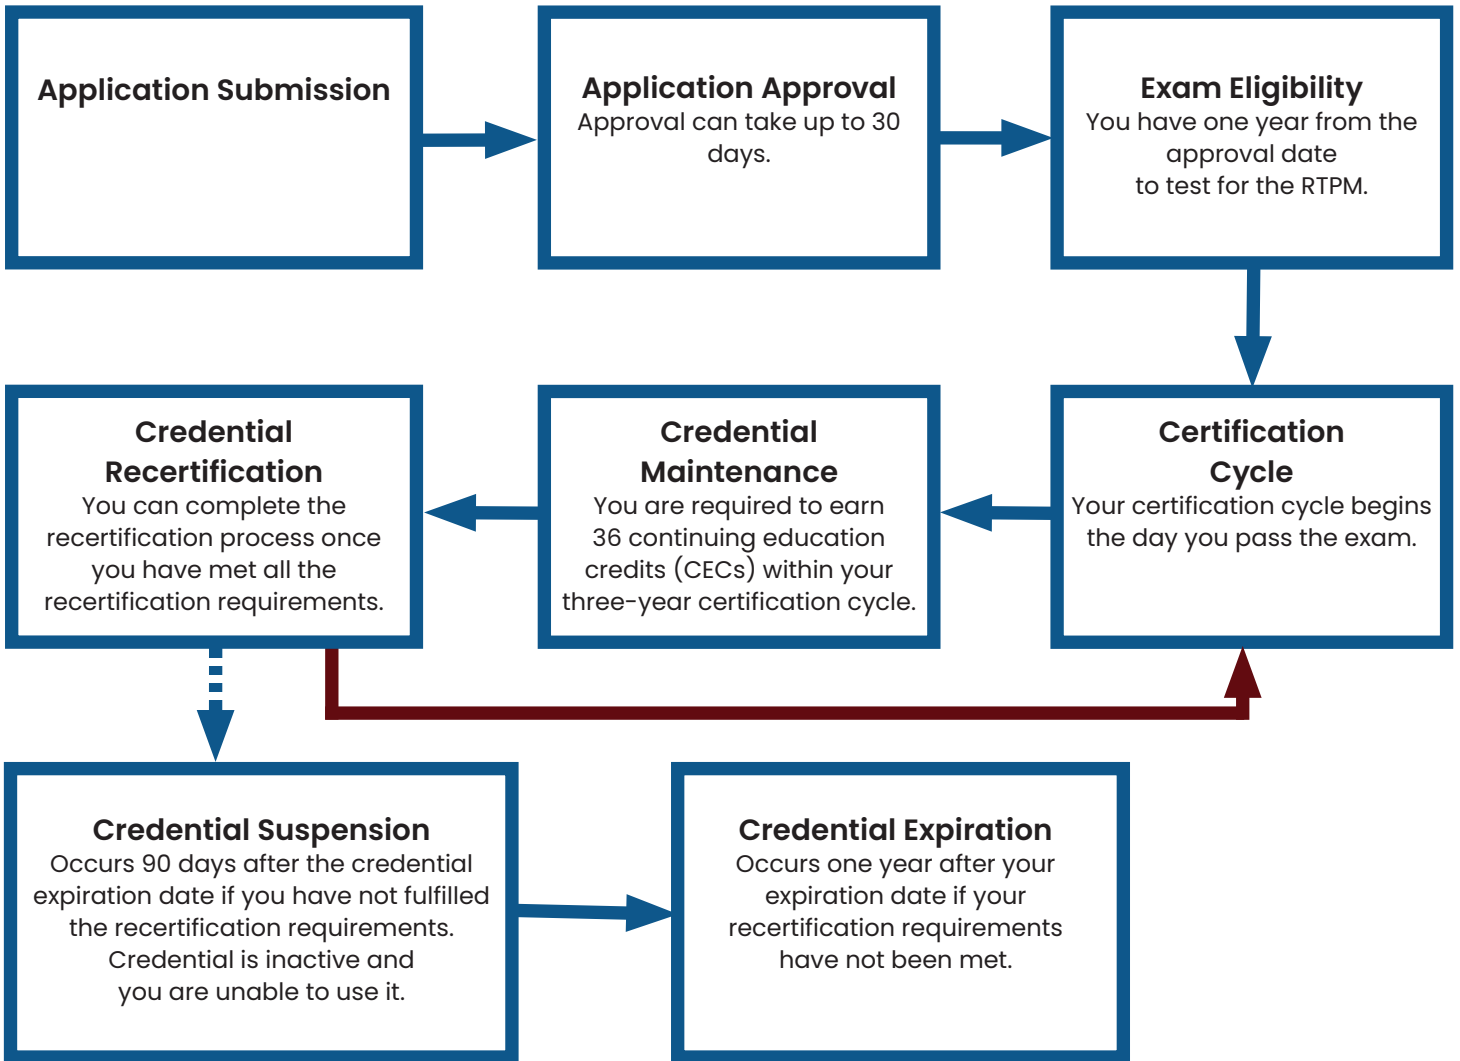 Application Submission
Application Approval
Approval can take up to 30
days.
Exam Eligibility
You have one year from the
approval date
to test for the RTPM.
Credential
Recertification
You can complete the
recertification process once
you have met all the
recertification requirements.
Credential
Maintenance
You are required to earn
36 continuing education
credits (CECs) within your
three-year certification cycle.
Certification
Cycle
Your certification cycle begins
the day you pass the exam.
Credential Suspension
Occurs 90 days after the credential
expiration date if you have not fulfilled
the recertification requirements.
Credential is inactive and
you are unable to use it.
Credential Expiration
Occurs one year after your
expiration date if your
recertification requirements
have not been met.